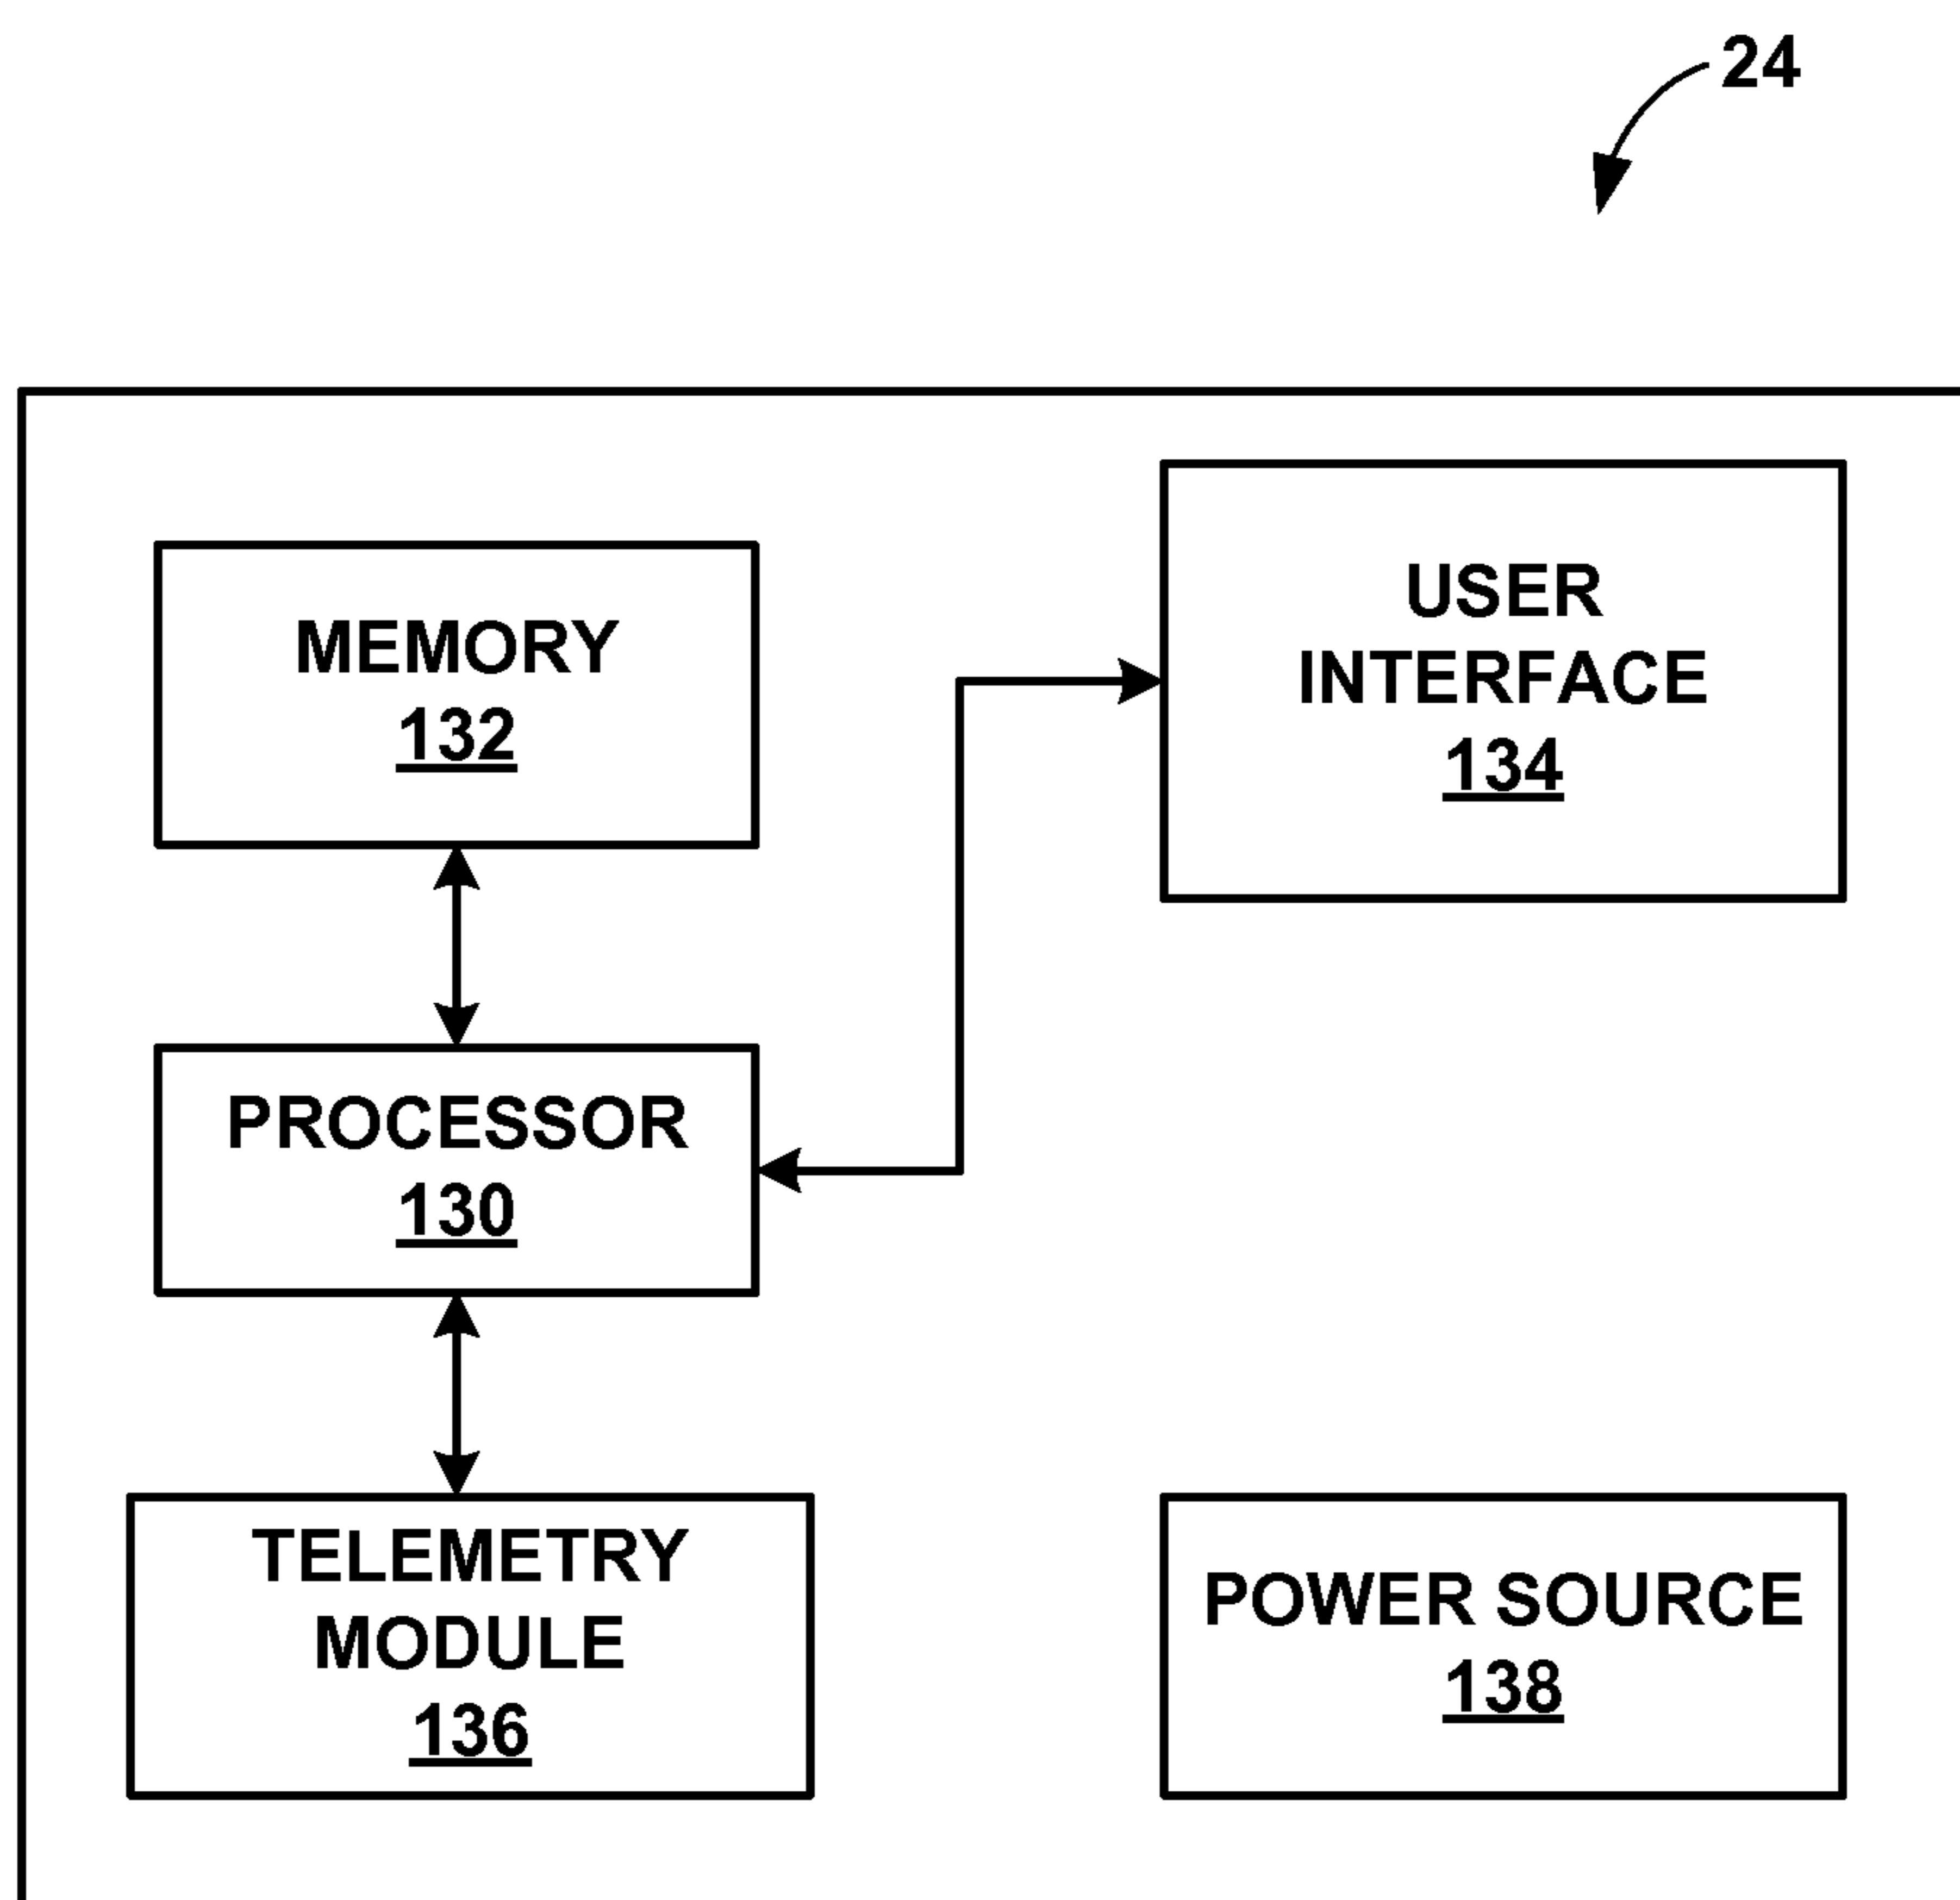 24
MEMORY
132
USER
INTERFACE
134
PROCESSOR
130
TELEMETRY
MODULE
136
POWER SOURCE
138